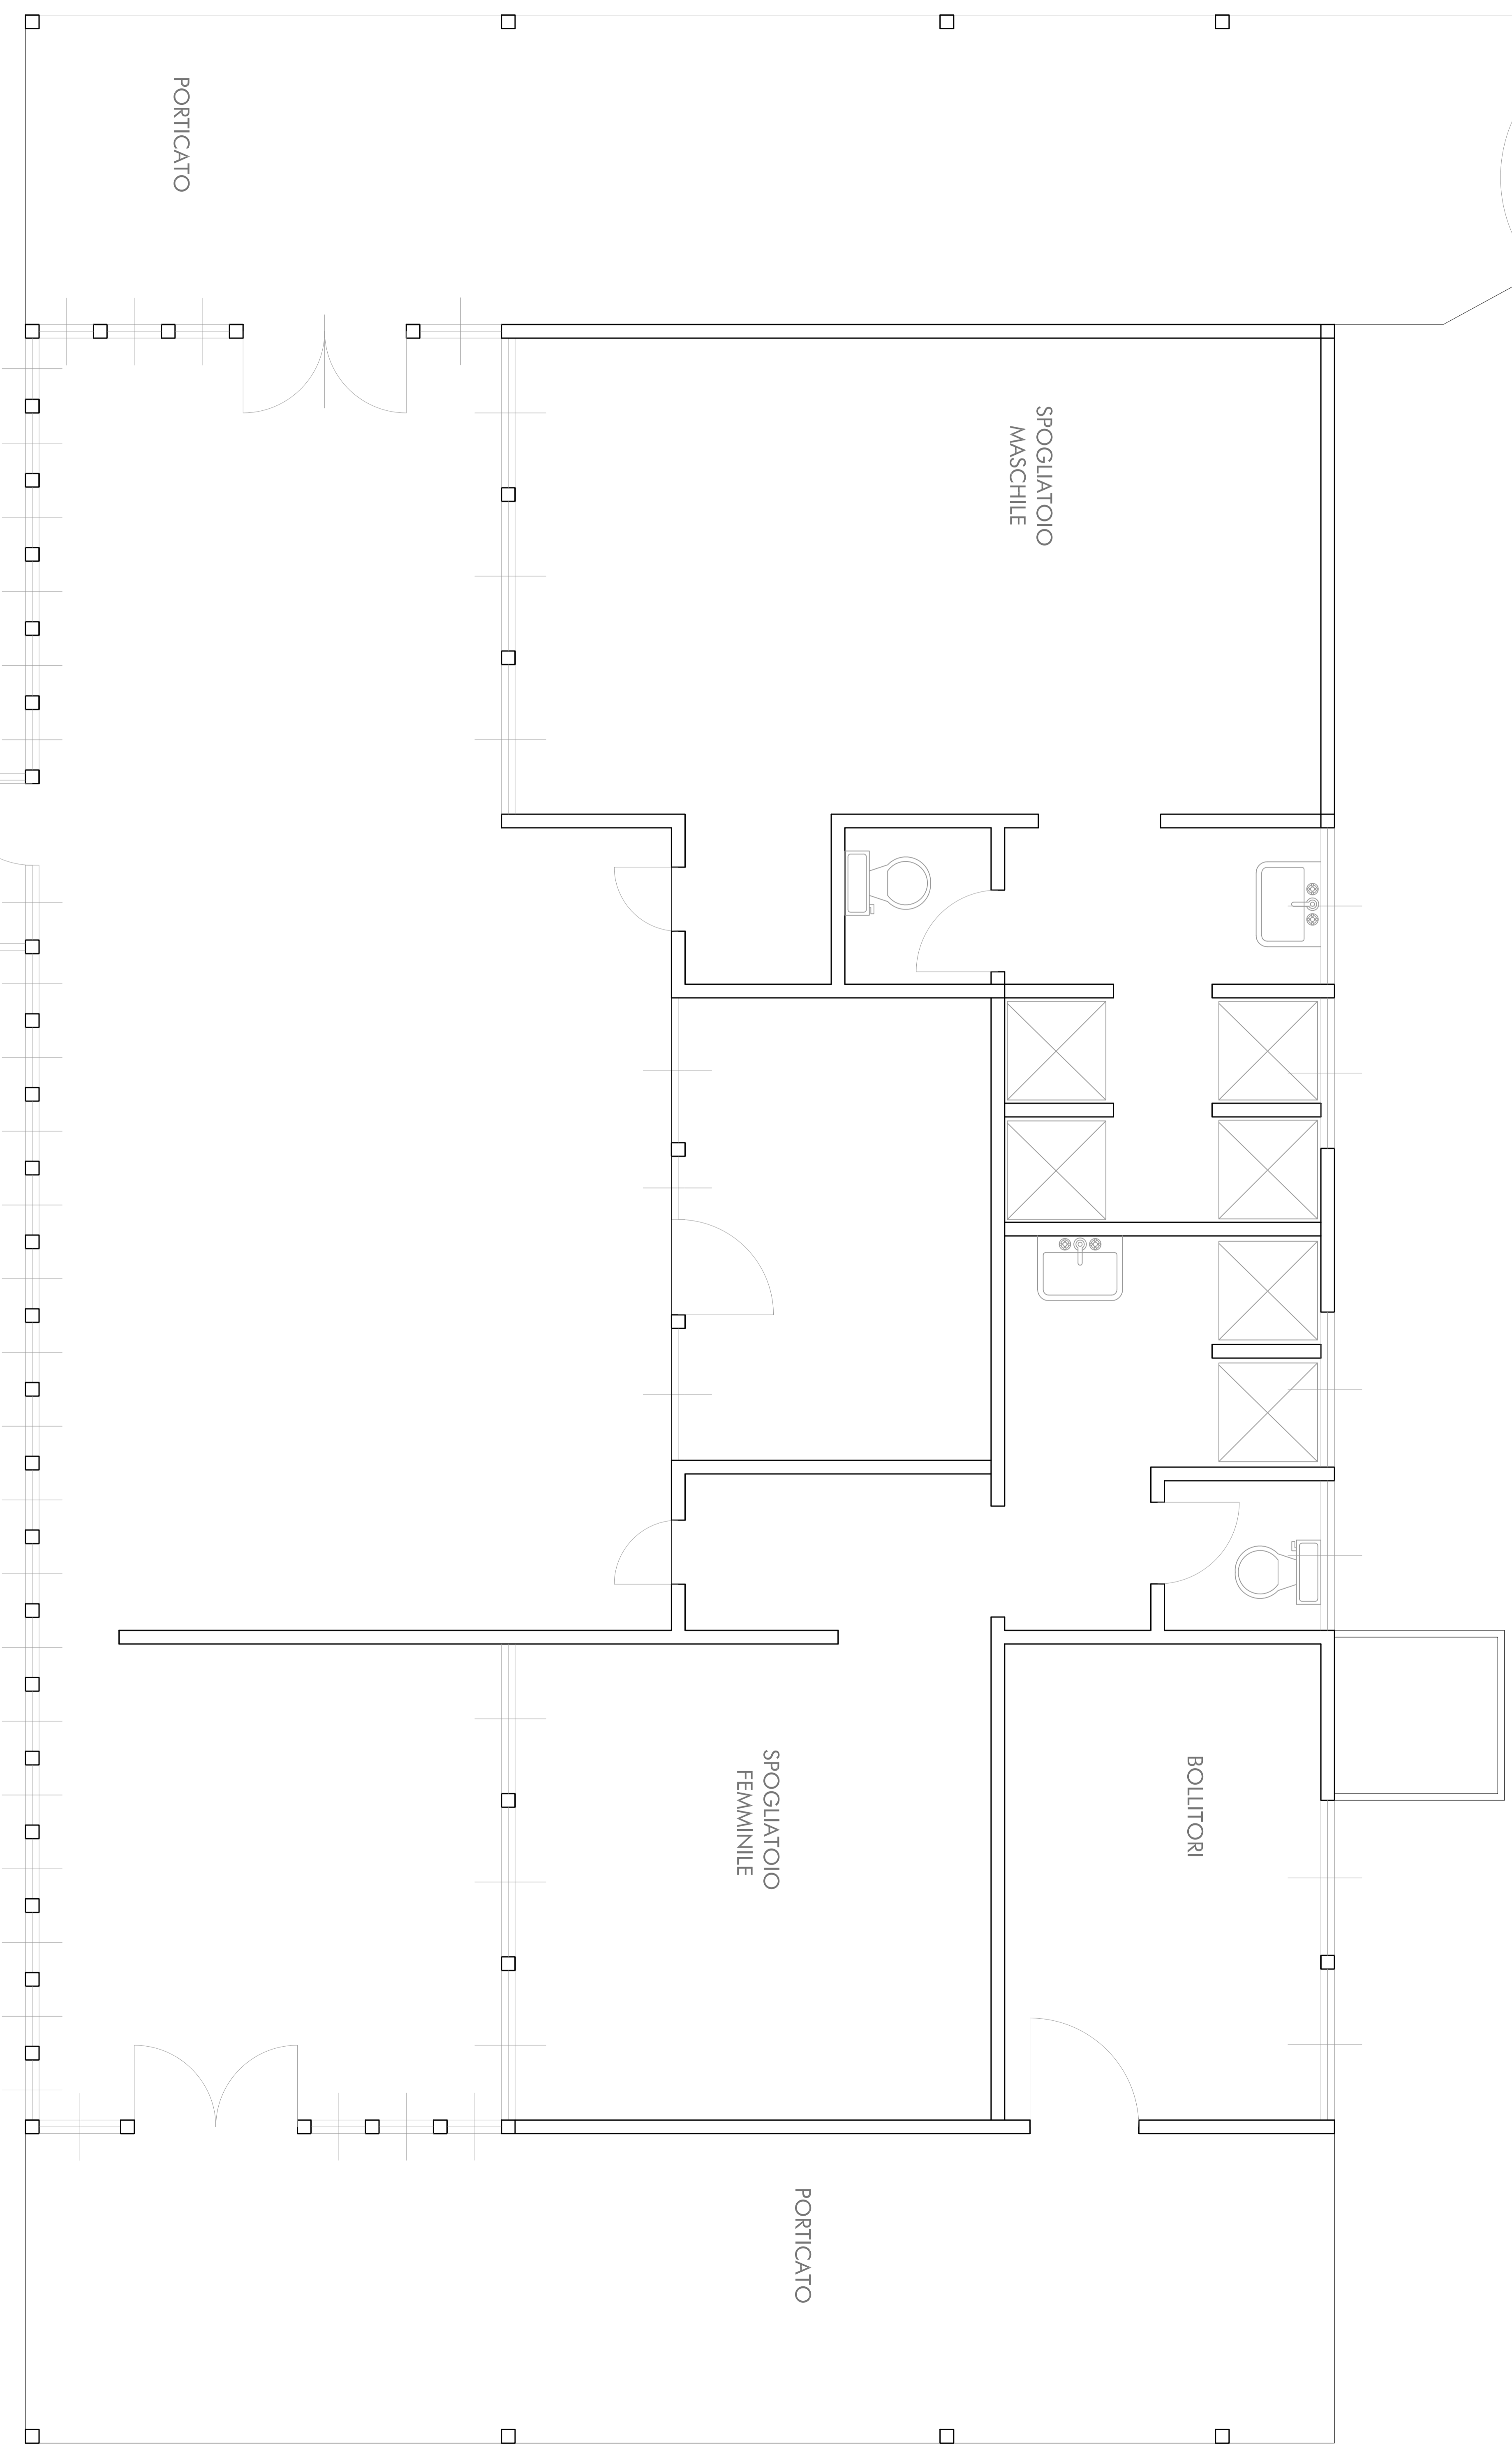 PORTICATO
SPOGLIATOIO
MASCHILE
SPOGLIATOIO
FEMMINILE
BOLLITORI
PORTICATO